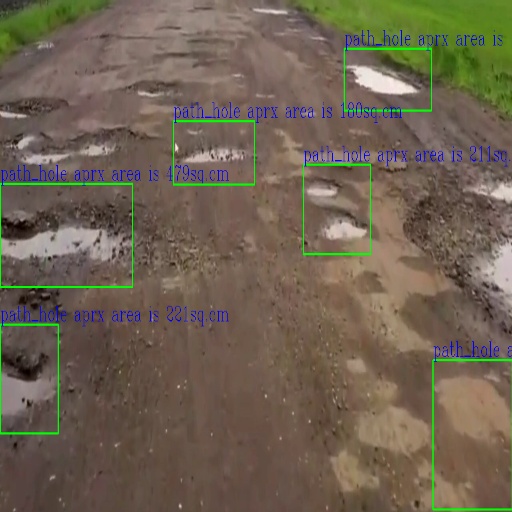 path_hole aprx area is
path_hole aprx area is 180sq.cm
path_hole aprx area is 211sq.
path_hole aprx area is 479sq.cm
path_hole aprx area is 221sq.cm
path_hole a